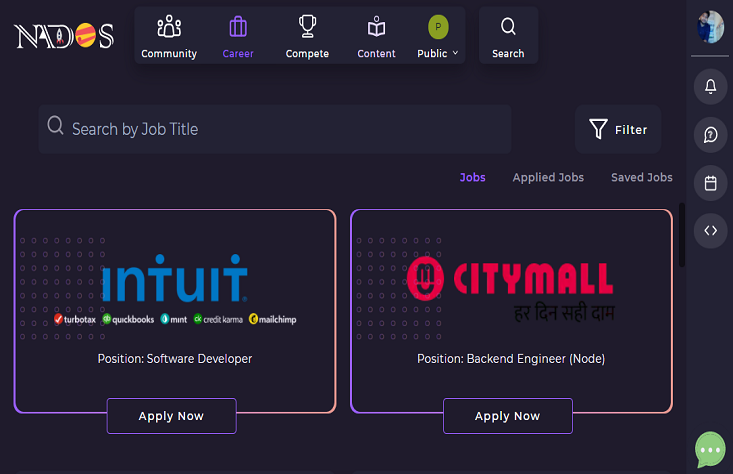 NADOS
Community
Career
Compete
Content
P
Public
Search
Search by Job Title
Filter
Jobs
Applied Jobs
Saved Jobs
INTUIT
turbotax
quickbooks
mint
credit karma
mailchimp
Position: Software Developer
Apply Now
CITYMALL
हर दिन सही दाम
Position: Backend Engineer (Node)
Apply Now